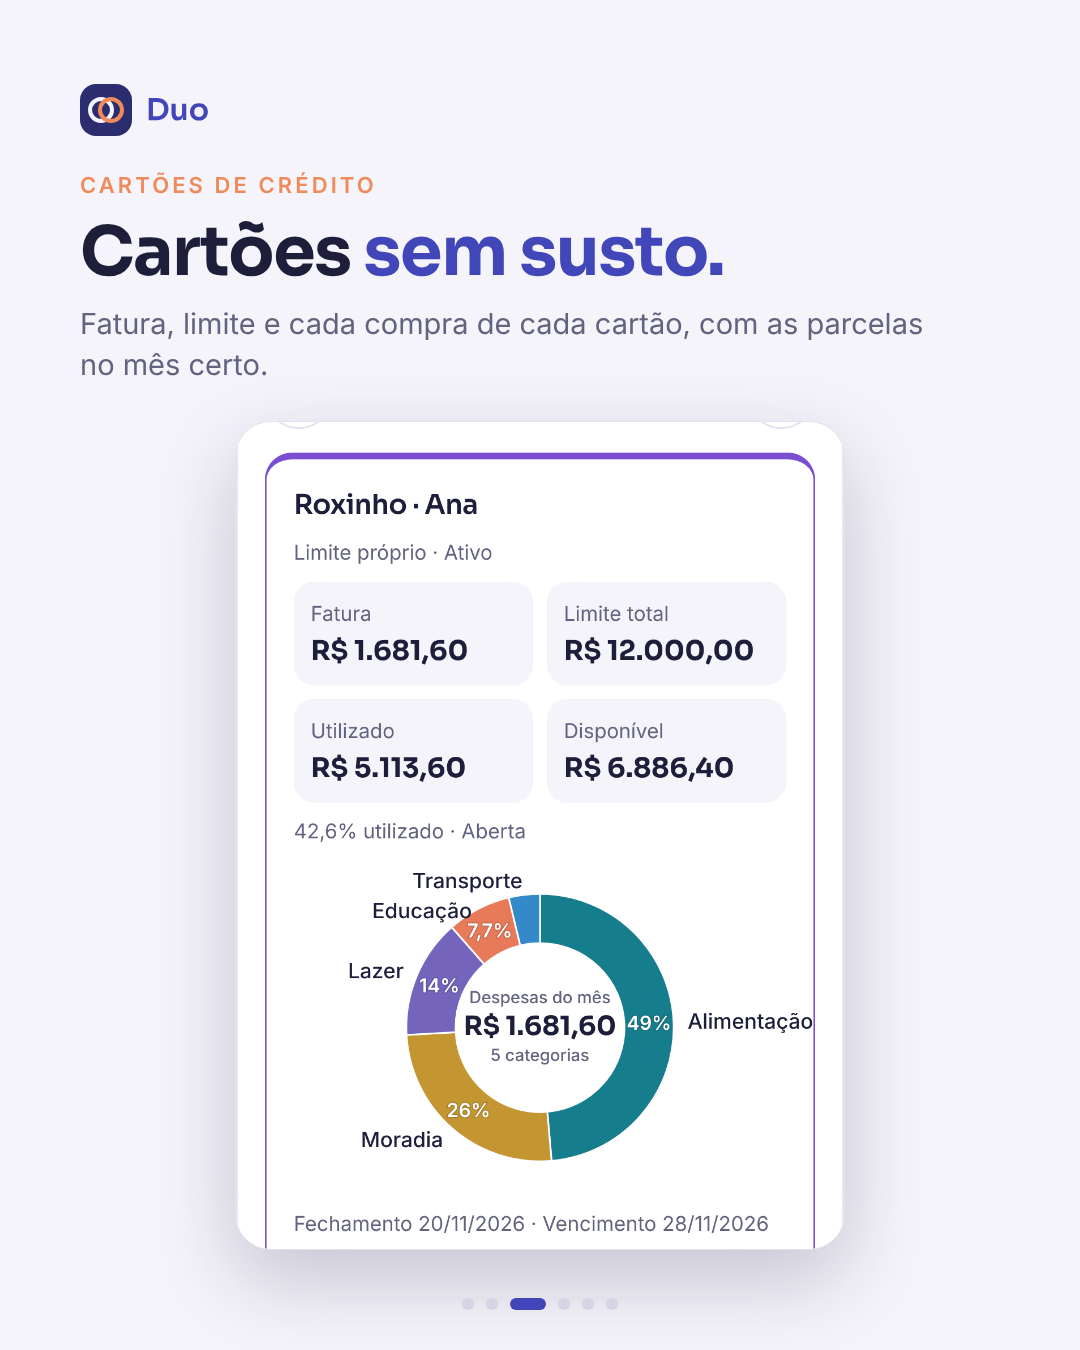 Duo
CARTÕES DE CRÉDITO
Cartões sem susto.
Fatura, limite e cada compra de cada cartão, com as parcelas
no mês certo.
Roxinho · Ana
Limite próprio · Ativo
Fatura
R$ 1.681,60
Limite total
R$ 12.000,00
Utilizado
R$ 5.113,60
Disponível
R$ 6.886,40
42,6% utilizado · Aberta
Transporte
Educação
7,7%
Lazer
14%
Despesas do mês
R$ 1.681,60
5 categorias
49%
Alimentação
26%
Moradia
Fechamento 20/11/2026 · Vencimento 28/11/2026